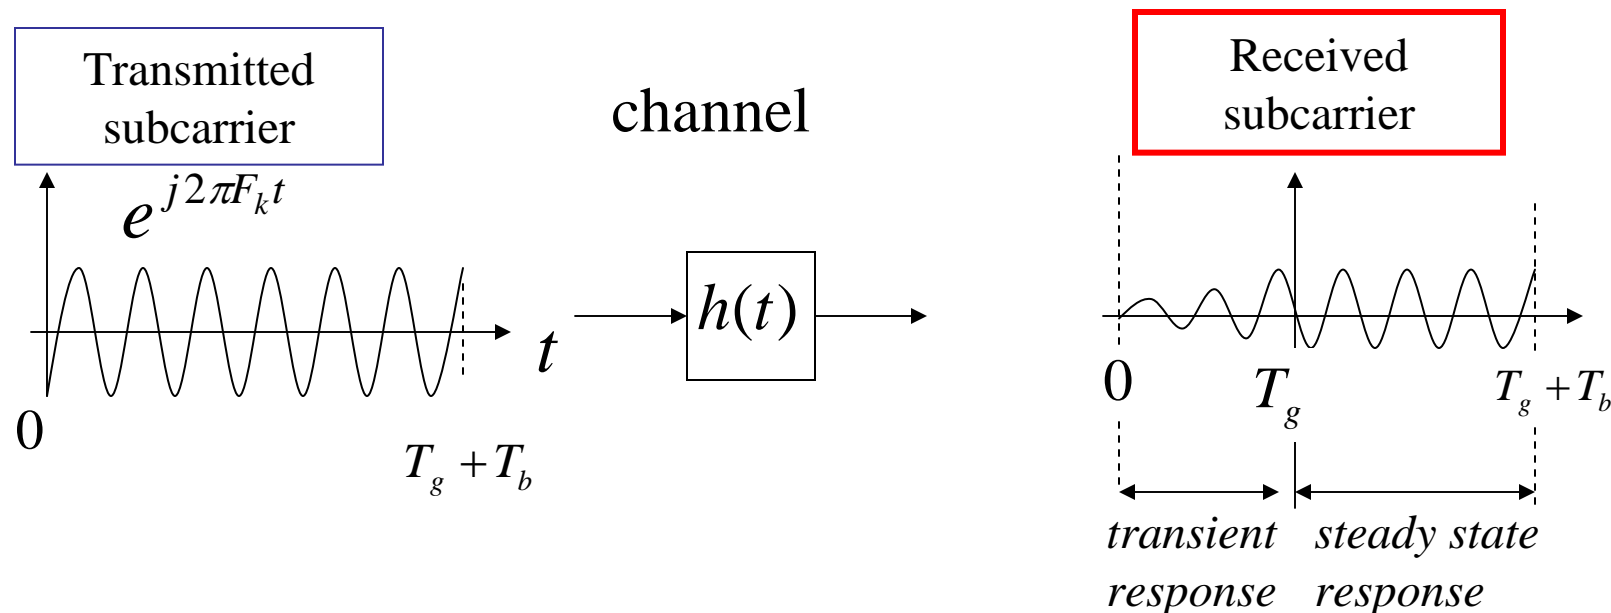 Transmitted
subcarrier
e^{j2πF_k t}
0
T_g + T_b
t
channel
h(t)
Received
subcarrier
0
T_g
T_g + T_b
transient
response
steady state
response